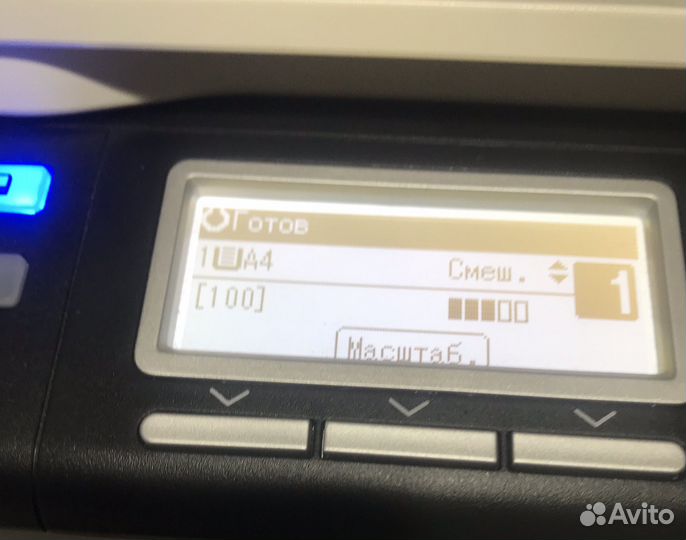 Готов
1 A4 Смеш. 1
[100]
Масштаб.
Avito